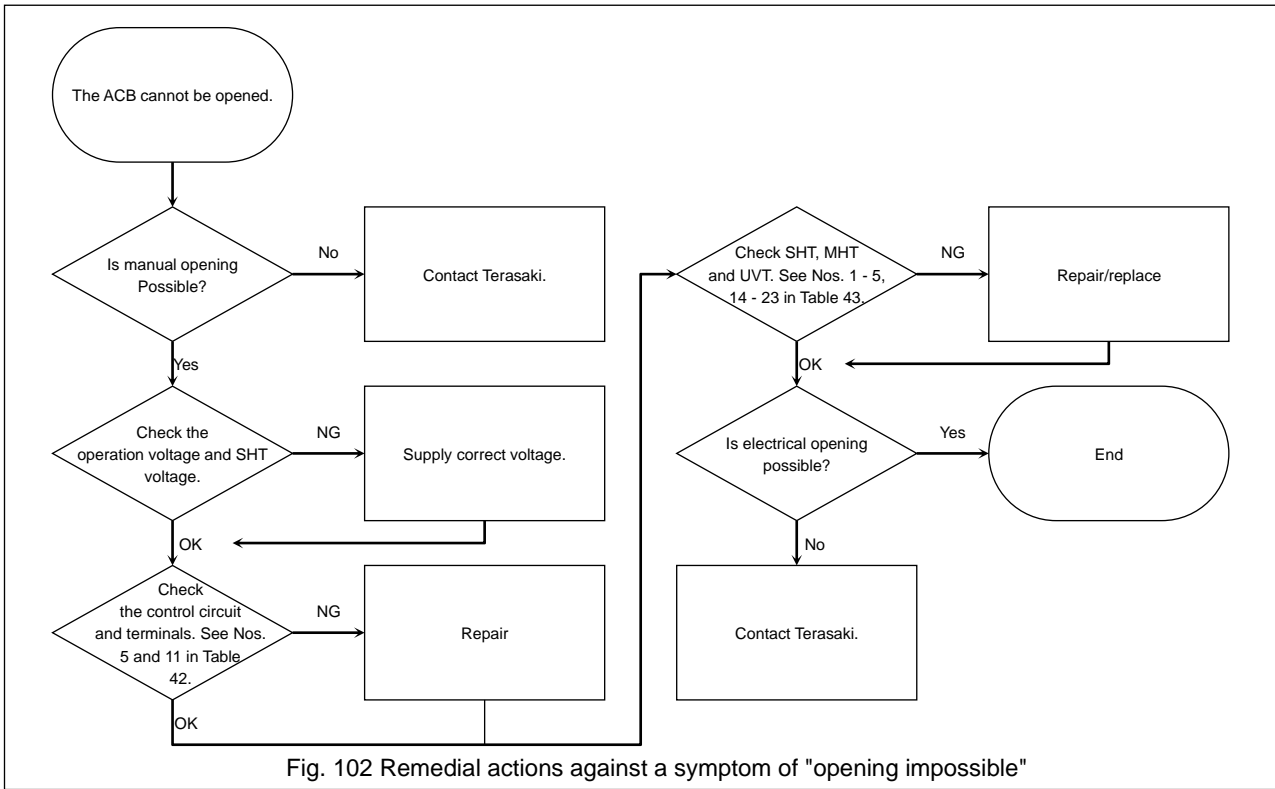 The ACB cannot be opened.
Is manual opening
Possible?
No
Contact Terasaki.
Yes
Check the
operation voltage and SHT
voltage.
NG
Supply correct voltage.
OK
Check
the control circuit
and terminals. See Nos.
5 and 11 in Table
42.
NG
Repair
OK
Check SHT, MHT
and UVT. See Nos. 1 - 5,
14 - 23 in Table 43.
NG
Repair/replace
OK
Is electrical opening
possible?
Yes
End
No
Contact Terasaki.
Fig. 102 Remedial actions against a symptom of "opening impossible"